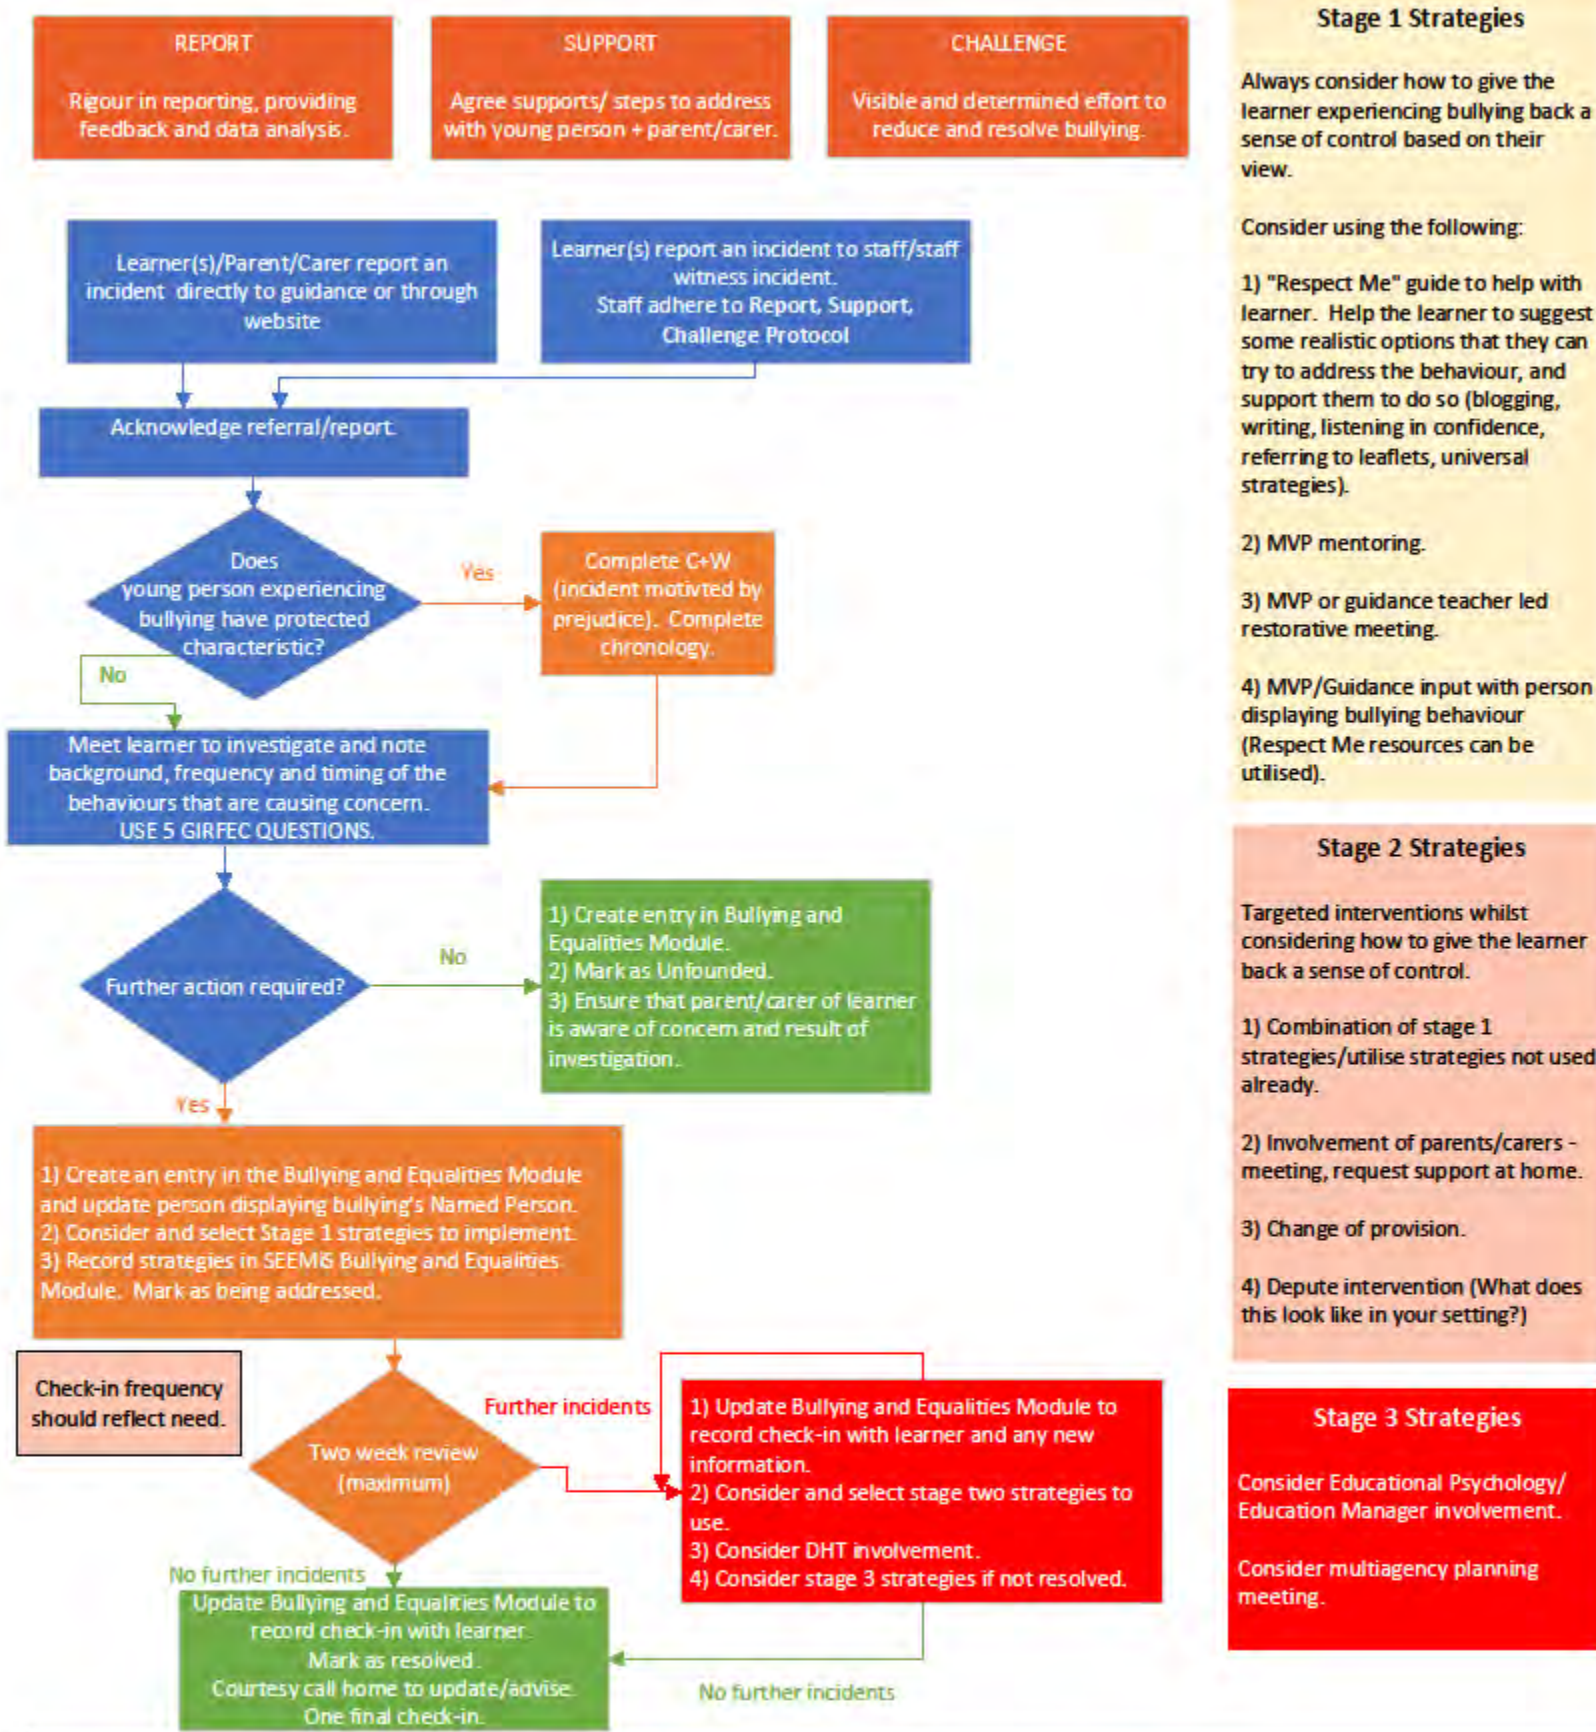 REPORT
Rigour in reporting, providing
feedback and data analysis.
SUPPORT
Agree supports/ steps to address
with young person + parent/carer.
CHALLENGE
Visible and determined effort to
reduce and resolve bullying.
Learner(s)/Parent/Carer report an
incident directly to guidance or through
website
Learner(s) report an incident to staff/staff
witness incident.
Staff adhere to Report, Support,
Challenge Protocol
Acknowledge referral/report.
Does
young person experiencing
bullying have protected
characteristic?
Yes
Complete C+W
(incident motivted by
prejudice). Complete
chronology.
No
Meet learner to investigate and note
background, frequency and timing of the
behaviours that are causing concern.
USE 5 GIRFEC QUESTIONS.
Further action required?
No
1) Create entry in Bullying and
Equalities Module.
2) Mark as Unfounded.
3) Ensure that parent/carer of learner
is aware of concern and result of
investigation.
Yes
1) Create an entry in the Bullying and Equalities Module
and update person displaying bullying's Named Person.
2) Consider and select Stage 1 strategies to implement.
3) Record strategies in SEEMiS Bullying and Equalities
Module. Mark as being addressed.
Check-in frequency
should reflect need.
Two week review
(maximum)
Further incidents
1) Update Bullying and Equalities Module to
record check-in with learner and any new
information.
2) Consider and select stage two strategies to
use.
3) Consider DHT involvement.
4) Consider stage 3 strategies if not resolved.
No further incidents
Update Bullying and Equalities Module to
record check-in with learner.
Mark as resolved.
Courtesy call home to update/advise.
One final check-in.
No further incidents
Stage 1 Strategies
Always consider how to give the
learner experiencing bullying back a
sense of control based on their
view.
Consider using the following:
1) "Respect Me" guide to help with
learner. Help the learner to suggest
some realistic options that they can
try to address the behaviour, and
support them to do so (blogging,
writing, listening in confidence,
referring to leaflets, universal
strategies).
2) MVP mentoring.
3) MVP or guidance teacher led
restorative meeting.
4) MVP/Guidance input with person
displaying bullying behaviour
(Respect Me resources can be
utilised).
Stage 2 Strategies
Targeted interventions whilst
considering how to give the learner
back a sense of control.
1) Combination of stage 1
strategies/utilise strategies not used
already.
2) Involvement of parents/carers -
meeting, request support at home.
3) Change of provision.
4) Depute intervention (What does
this look like in your setting?)
Stage 3 Strategies
Consider Educational Psychology/
Education Manager involvement.
Consider multiagency planning
meeting.